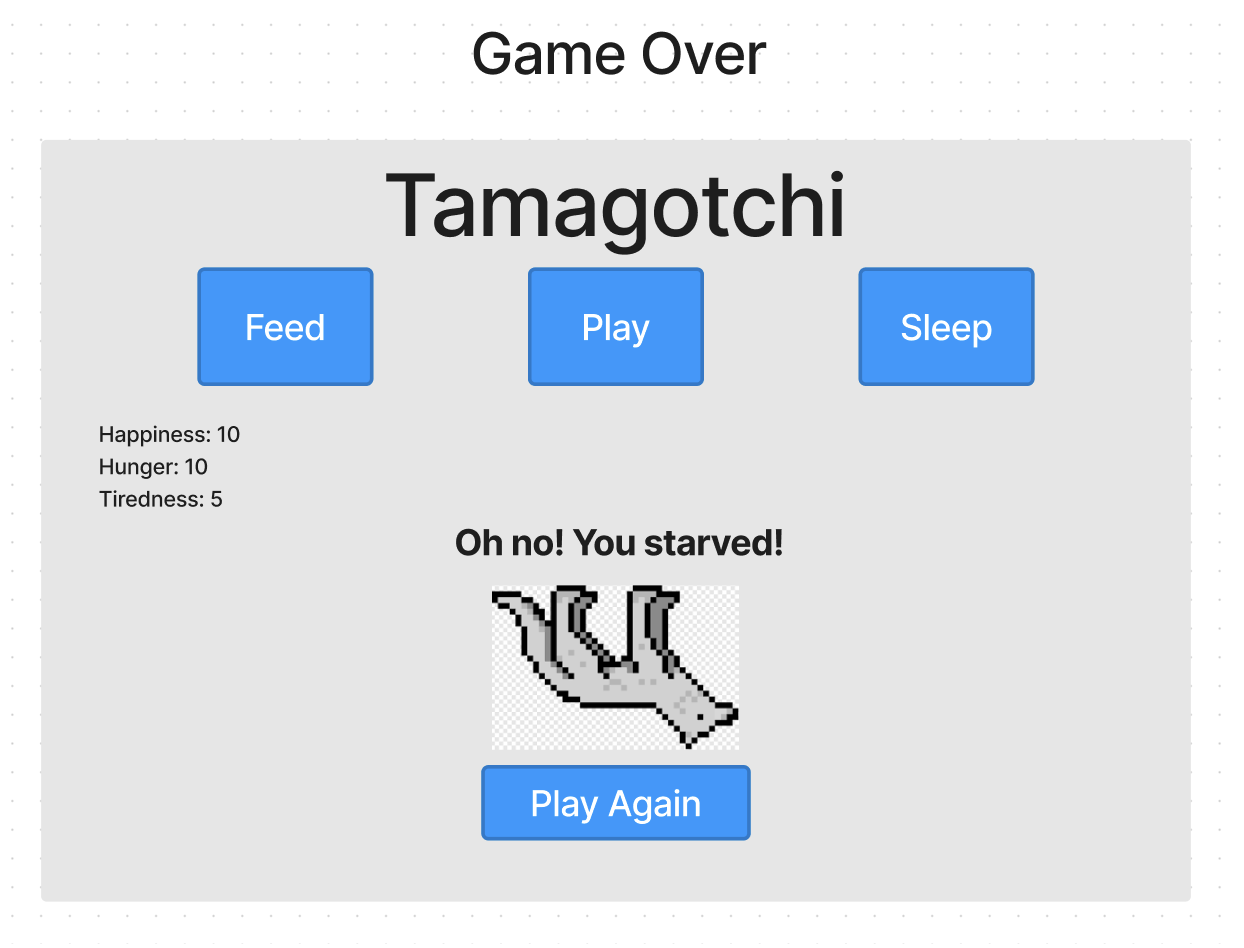 Game Over
Tamagotchi
Feed
Play
Sleep
Happiness: 10
Hunger: 10
Tiredness: 5
Oh no! You starved!
Play Again